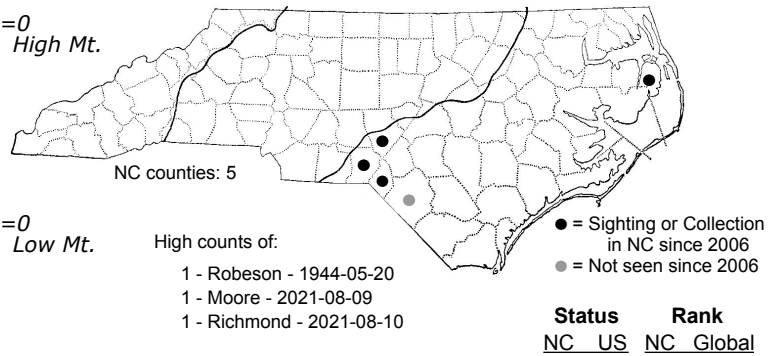 =0
High Mt.
NC counties: 5
=0
Low Mt.
High counts of:
1 - Robeson - 1944-05-20
1 - Moore - 2021-08-09
1 - Richmond - 2021-08-10
● = Sighting or Collection
in NC since 2006
● = Not seen since 2006
Status Rank
NC US NC Global